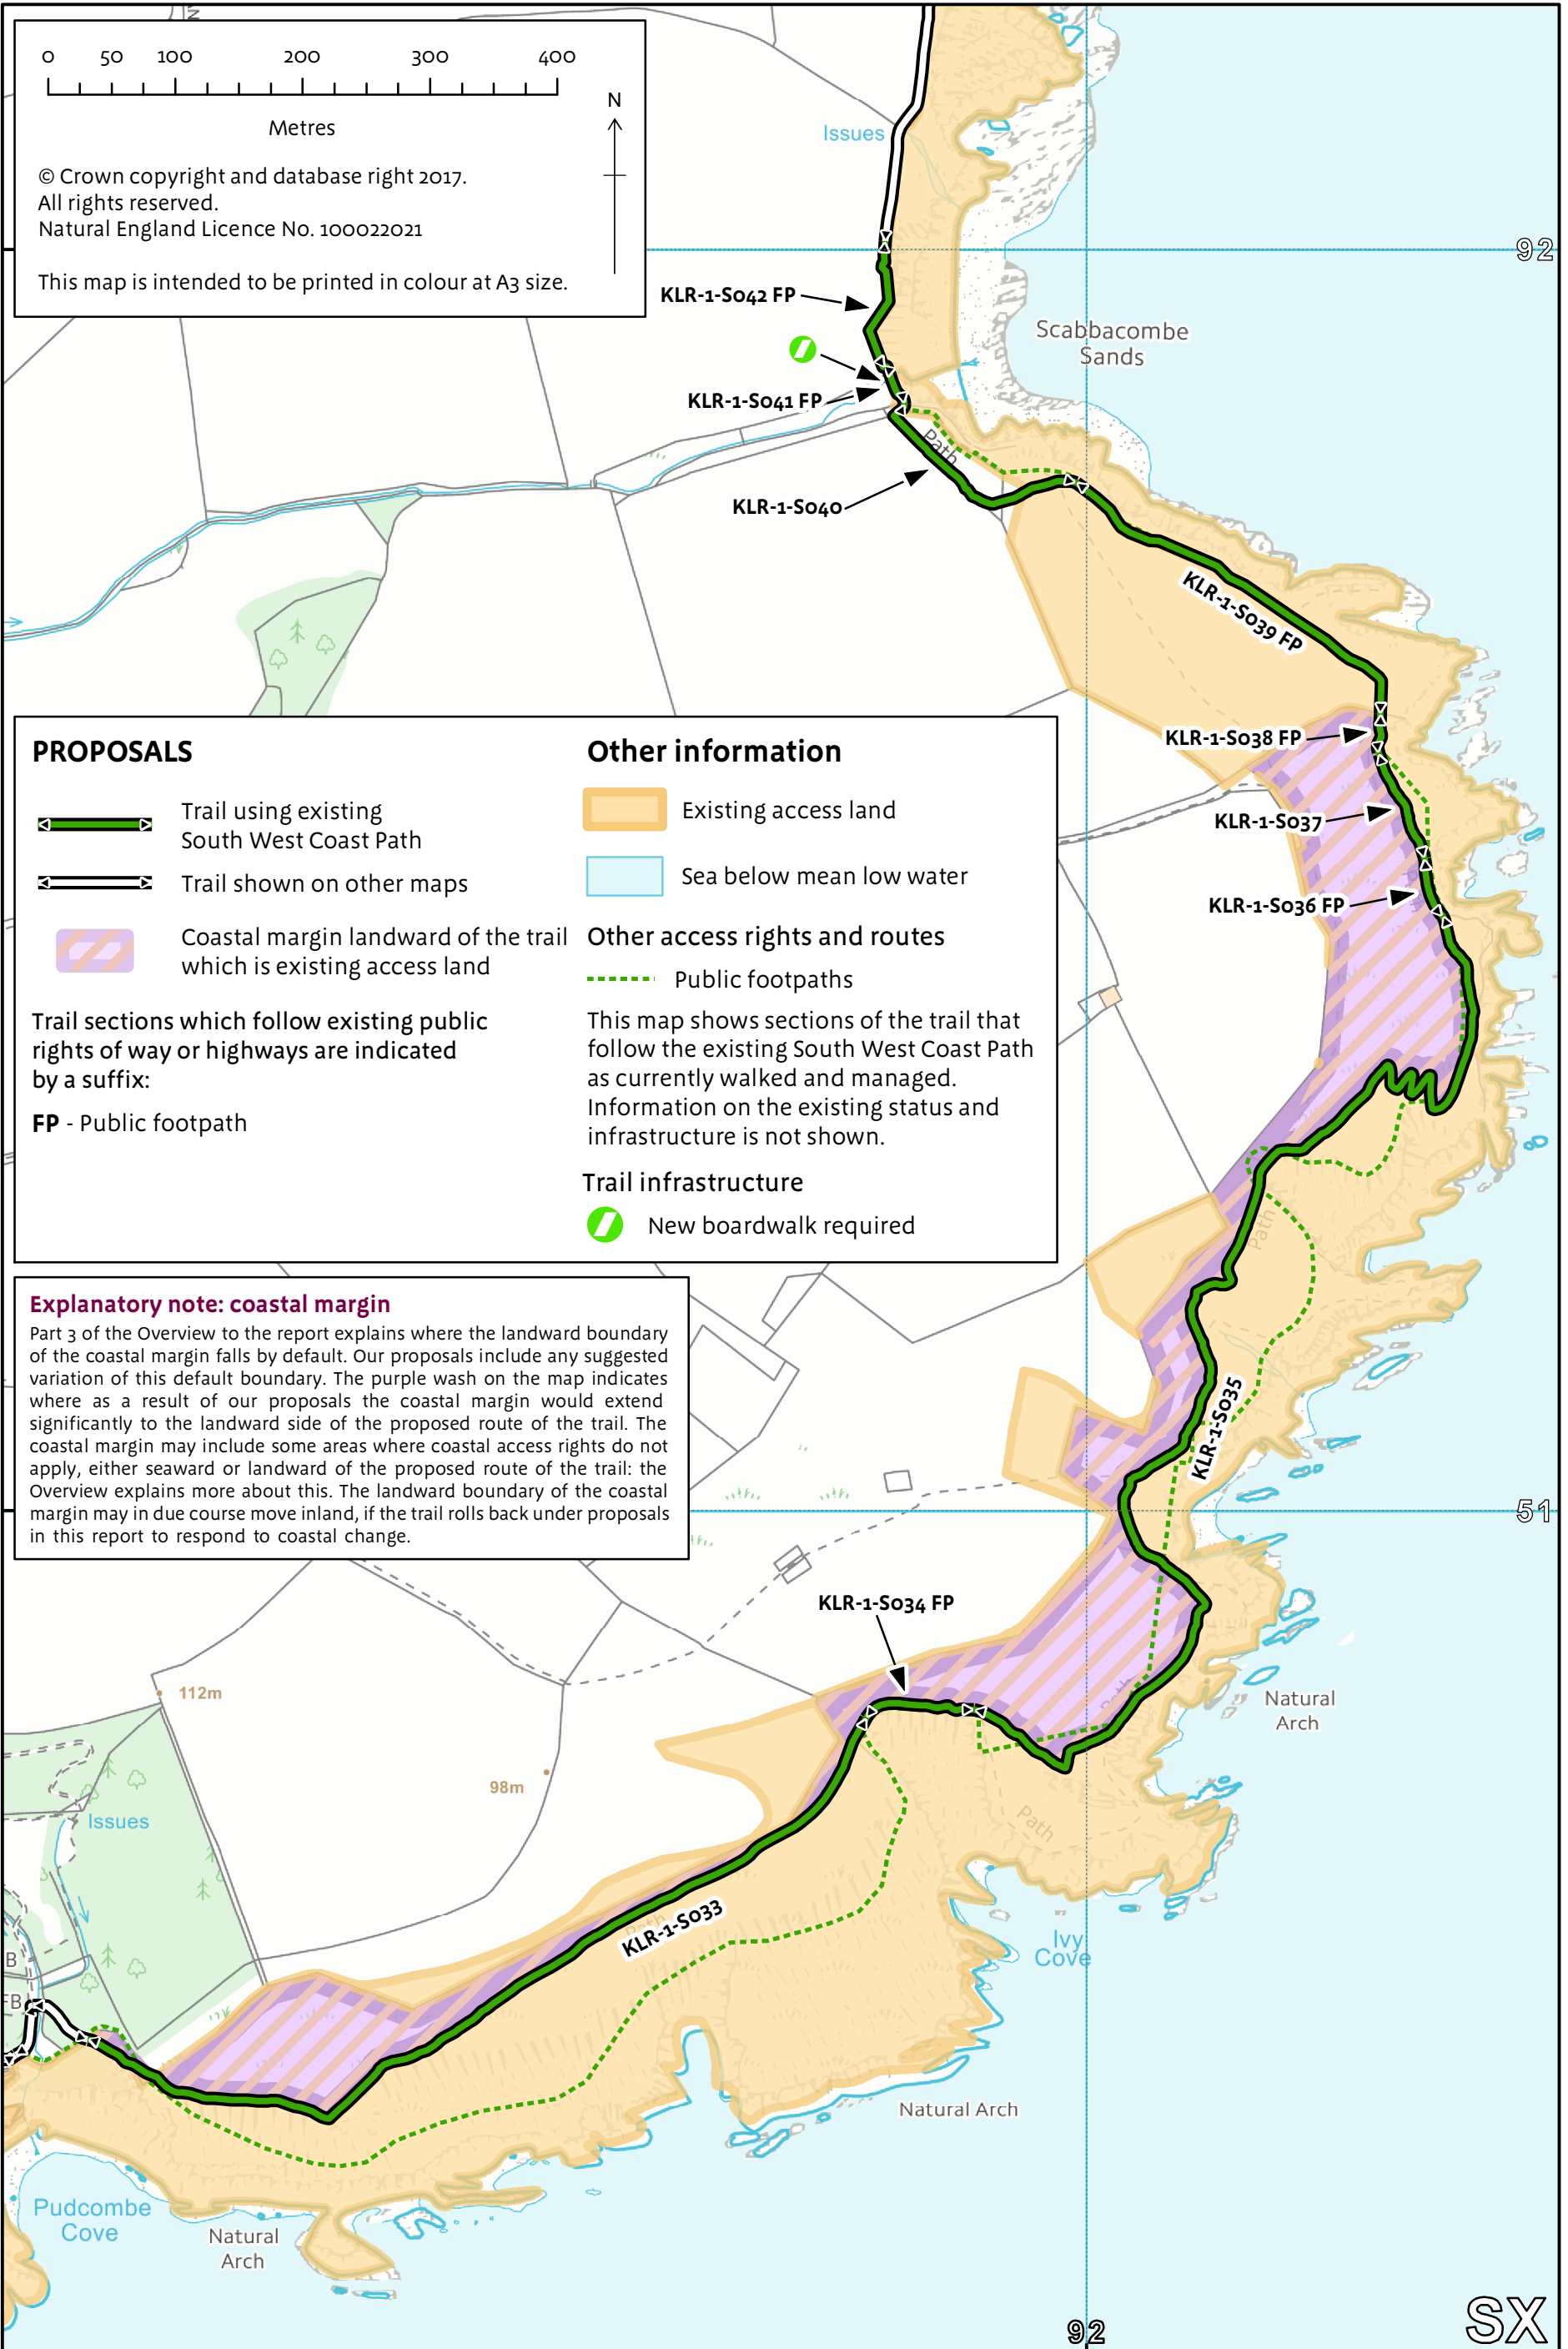 0 50 100 200 300 400
Metres
N
© Crown copyright and database right 2017.
All rights reserved.
Natural England Licence No. 100022021
This map is intended to be printed in colour at A3 size.
Issues
92
KLR-1-S042 FP
Scabbacombe
Sands
KLR-1-S041 FP
Path
KLR-1-S040
KLR-1-S039 FP
PROPOSALS
Trail using existing
South West Coast Path
Trail shown on other maps
Coastal margin landward of the trail
which is existing access land
Trail sections which follow existing public
rights of way or highways are indicated
by a suffix:
FP - Public footpath
Other information
Existing access land
Sea below mean low water
Other access rights and routes
Public footpaths
This map shows sections of the trail that
follow the existing South West Coast Path
as currently walked and managed.
Information on the existing status and
infrastructure is not shown.
Trail infrastructure
New boardwalk required
KLR-1-S038 FP
KLR-1-S037
KLR-1-S036 FP
Path
Explanatory note: coastal margin
Part 3 of the Overview to the report explains where the landward boundary
of the coastal margin falls by default. Our proposals include any suggested
variation of this default boundary. The purple wash on the map indicates
where as a result of our proposals the coastal margin would extend
significantly to the landward side of the proposed route of the trail. The
coastal margin may include some areas where coastal access rights do not
apply, either seaward or landward of the proposed route of the trail: the
Overview explains more about this. The landward boundary of the coastal
margin may in due course move inland, if the trail rolls back under proposals
in this report to respond to coastal change.
KLR-1-S035
51
KLR-1-S034 FP
112m
Path
Natural
Arch
98m
Issues
Path
Path
KLR-1-S033
Ivy
Cove
B
FB
Natural Arch
Pudcombe
Cove
Natural
Arch
92
SX